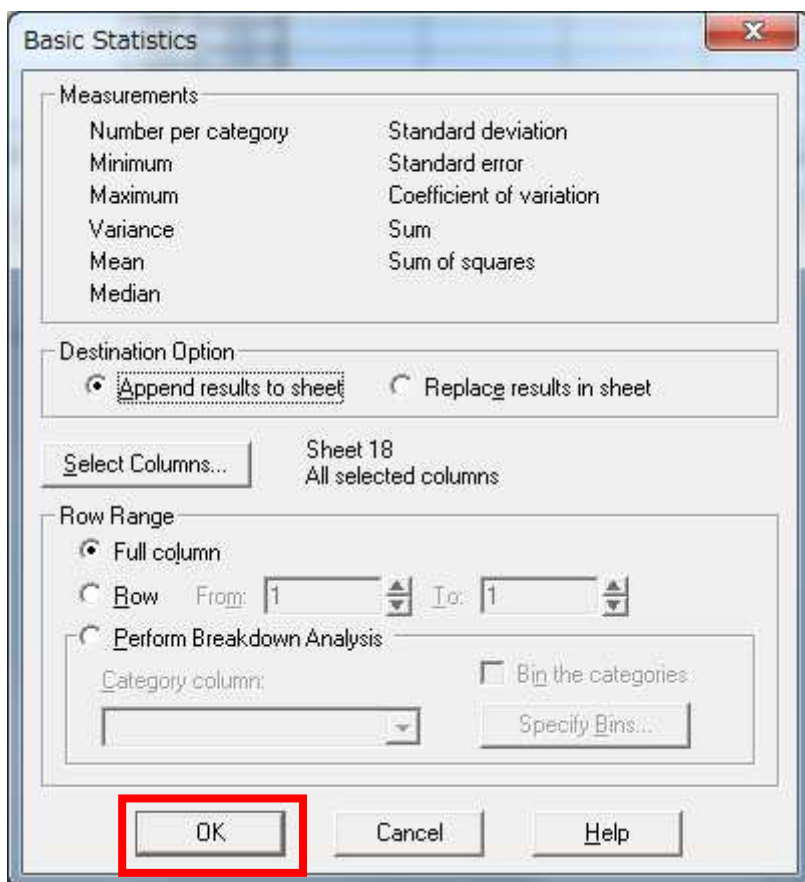 Basic Statistics
Measurements
Number per category
Standard deviation
Minimum
Standard error
Maximum
Coefficient of variation
Variance
Sum
Mean
Sum of squares
Median
Destination Option
Append results to sheet
Replace results in sheet
Select Columns...
Sheet 18
All selected columns
Row Range
Full column
Row From: 1 To: 1
Perform Breakdown Analysis
Category column:
Bin the categories
Specify Bins...
OK
Cancel
Help